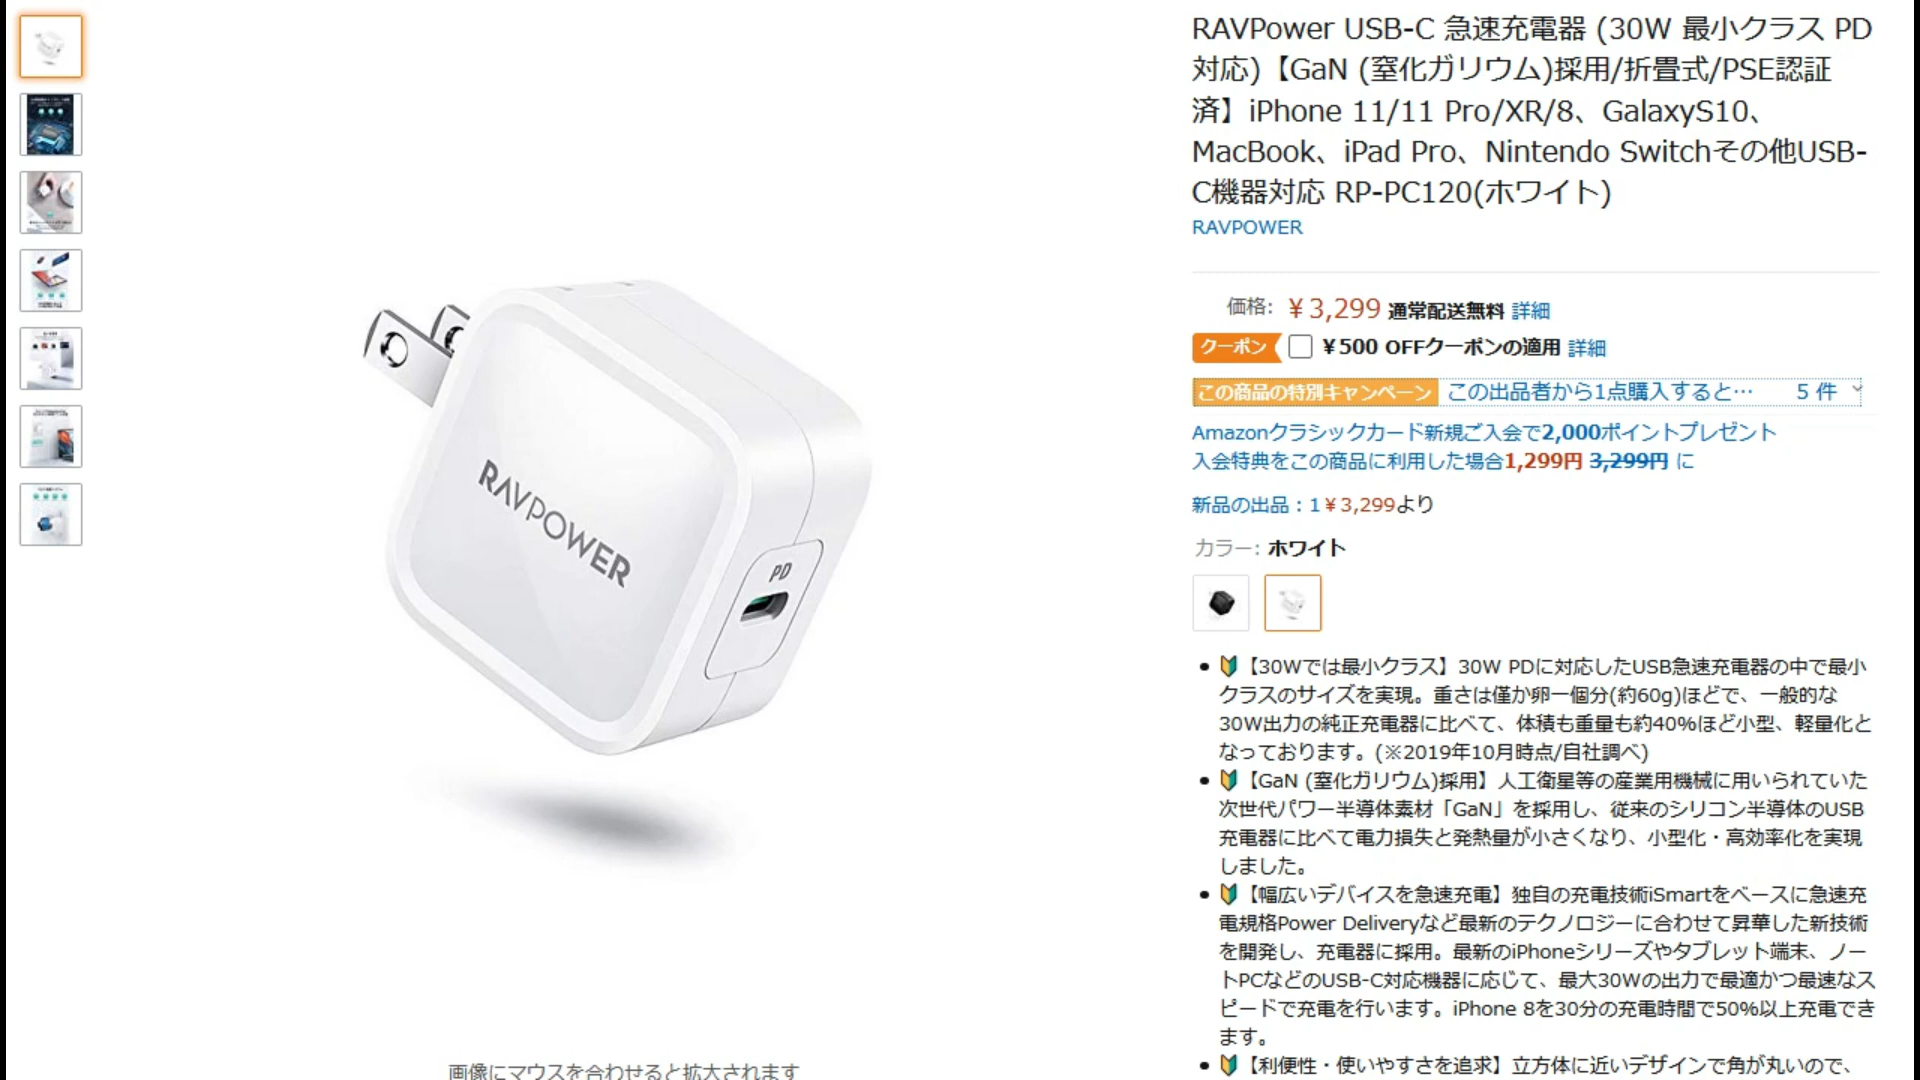 RAVPower USB-C 急速充電器 (30W 最小クラス PD
対応)【GaN (窒化ガリウム)採用/折畳式/PSE認証
済】iPhone 11/11 Pro/XR/8、GalaxyS10、
MacBook、iPad Pro、Nintendo Switchその他USB-
C機器対応 RP-PC120(ホワイト)
RAVPOWER
価格: ￥3,299 通常配送無料 詳細
クーポン ￥500 OFFクーポンの適用 詳細
この商品の特別キャンペーン この出品者から1点購入すると… 5 件
Amazonクラシックカード新規ご入会で2,000ポイントプレゼント
入会特典をこの商品に利用した場合1,299円 3,299円 に
新品の出品：1￥3,299より
カラー: ホワイト
RAVPOWER
PD
【30Wでは最小クラス】30W PDに対応したUSB急速充電器の中で最小
クラスのサイズを実現。重さは僅か卵一個分(約60g)ほどで、一般的な
30W出力の純正充電器に比べて、体積も重量も約40%ほど小型、軽量化と
なっております。(※2019年10月時点/自社調べ)
【GaN (窒化ガリウム)採用】人工衛星等の産業用機械に用いられていた
次世代パワー半導体素材「GaN」を採用し、従来のシリコン半導体のUSB
充電器に比べて電力損失と発熱量が小さくなり、小型化・高効率化を実現
しました。
【幅広いデバイスを急速充電】独自の充電技術iSmartをベースに急速充
電規格Power Deliveryなど最新のテクノロジーに合わせて昇華した新技術
を開発し、充電器に採用。最新のiPhoneシリーズやタブレット端末、ノー
トPCなどのUSB-C対応機器に応じて、最大30Wの出力で最適かつ最速なス
ピードで充電を行います。iPhone 8を30分の充電時間で50%以上充電でき
ます。
【利便性・使いやすさを追求】立方体に近いデザインで角が丸いので、
画像にマウスを合わせると拡大されます